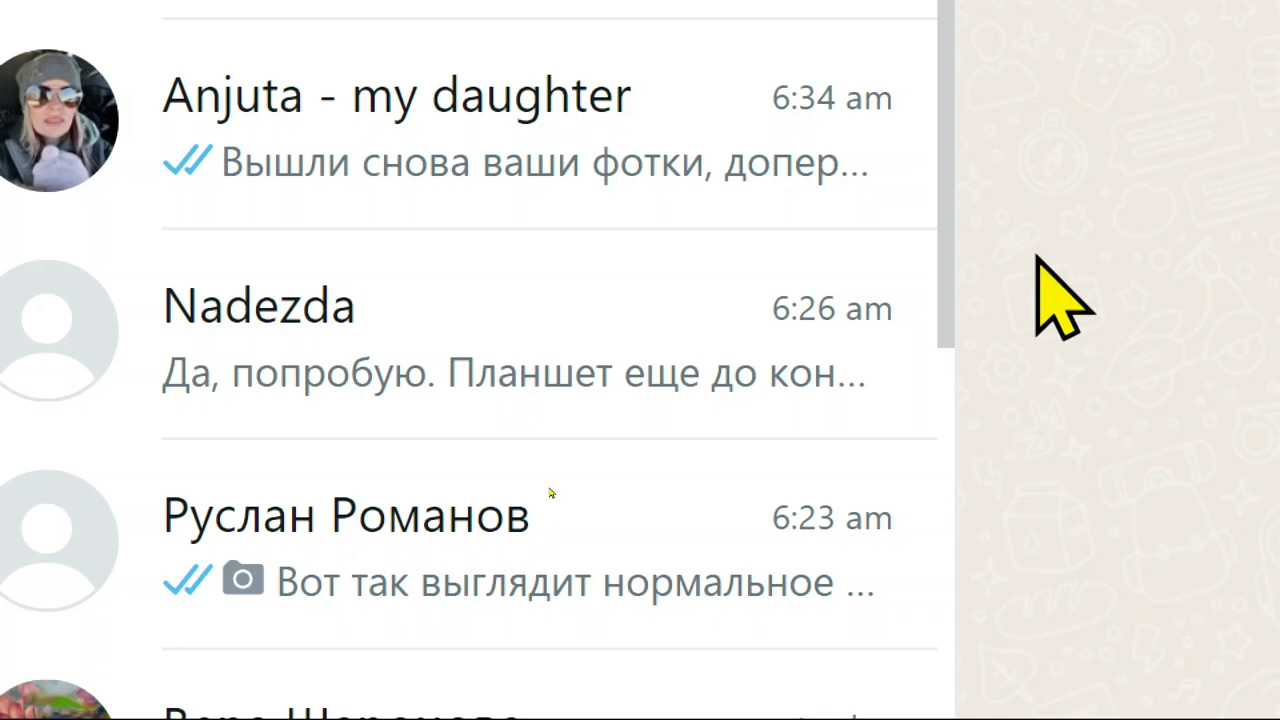 Anjuta - my daughter
6:34 am
Вышли снова ваши фотки, допер...
Nadezda
6:26 am
Да, попробую. Планшет еще до кон...
Руслан Романов
6:23 am
Вот так выглядит нормальное ...